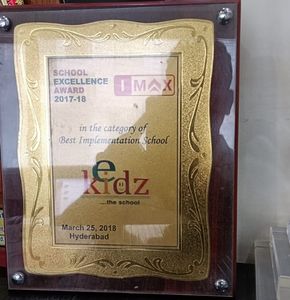 SCHOOL
EXCELLENCE
AWARD
2017-18
IMAX
in the category of
Best Implementation School
e kidz
....the school
March 25, 2018
Hyderabad